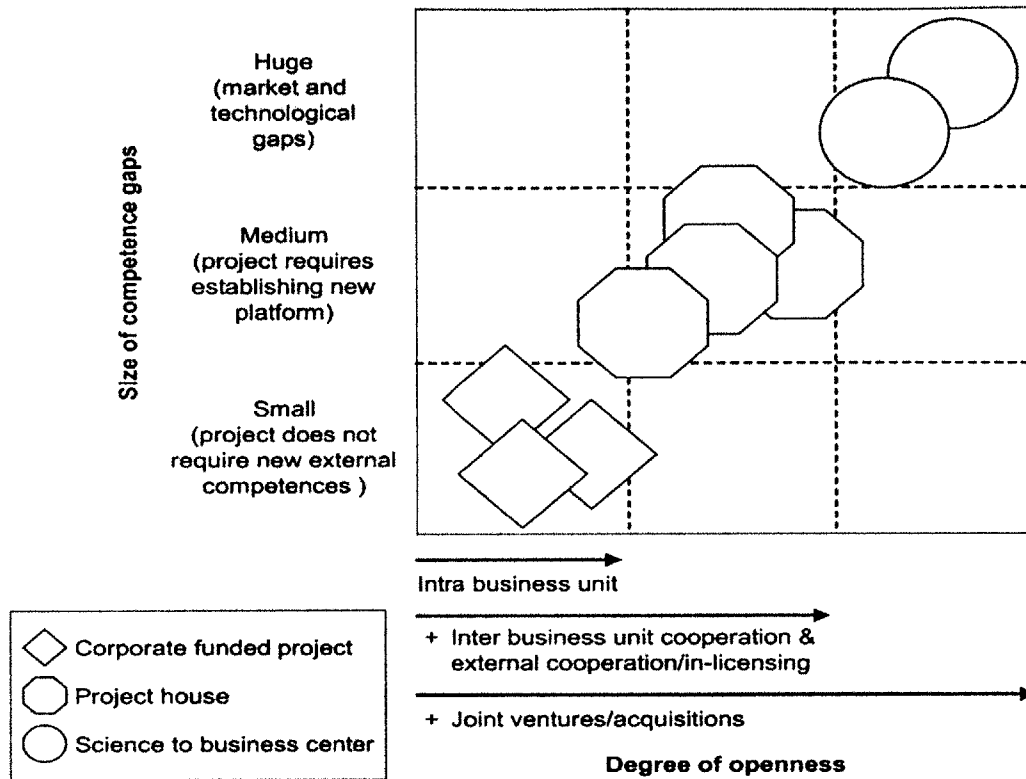 Size of competence gaps
Huge
(market and
technological
gaps)
Medium
(project requires
establishing new
platform)
Small
(project does not
require new external
competences )
Intra business unit
+ Inter business unit cooperation &
external cooperation/in-licensing
+ Joint ventures/acquisitions
Degree of openness
Corporate funded project
Project house
Science to business center